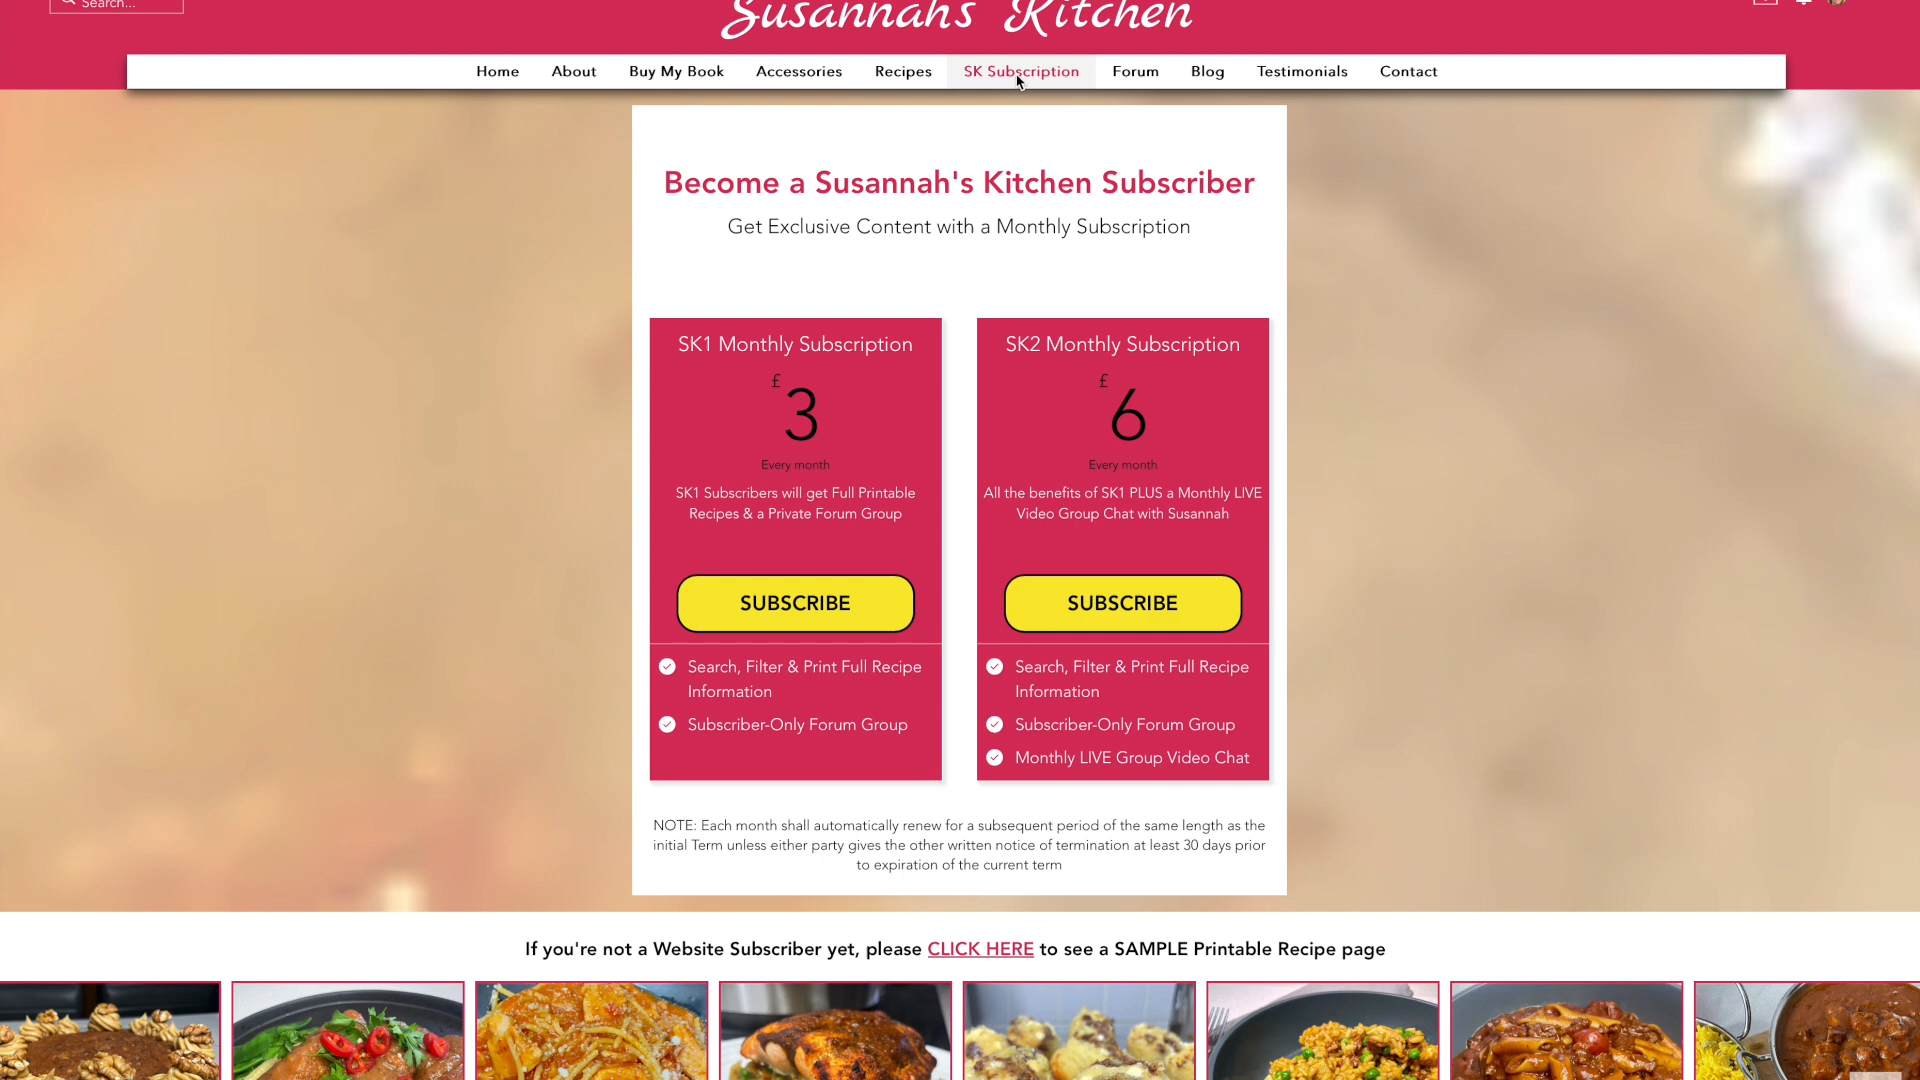 Search...
Susannah's Kitchen
Home About Buy My Book Accessories Recipes SK Subscription Forum Blog Testimonials Contact
Become a Susannah's Kitchen Subscriber
Get Exclusive Content with a Monthly Subscription
SK1 Monthly Subscription
£
3
Every month
SK1 Subscribers will get Full Printable
Recipes & a Private Forum Group
SUBSCRIBE
Search, Filter & Print Full Recipe
Information
Subscriber-Only Forum Group
SK2 Monthly Subscription
£
6
Every month
All the benefits of SK1 PLUS a Monthly LIVE
Video Group Chat with Susannah
SUBSCRIBE
Search, Filter & Print Full Recipe
Information
Subscriber-Only Forum Group
Monthly LIVE Group Video Chat
NOTE: Each month shall automatically renew for a subsequent period of the same length as the
initial Term unless either party gives the other written notice of termination at least 30 days prior
to expiration of the current term
If you're not a Website Subscriber yet, please CLICK HERE to see a SAMPLE Printable Recipe page